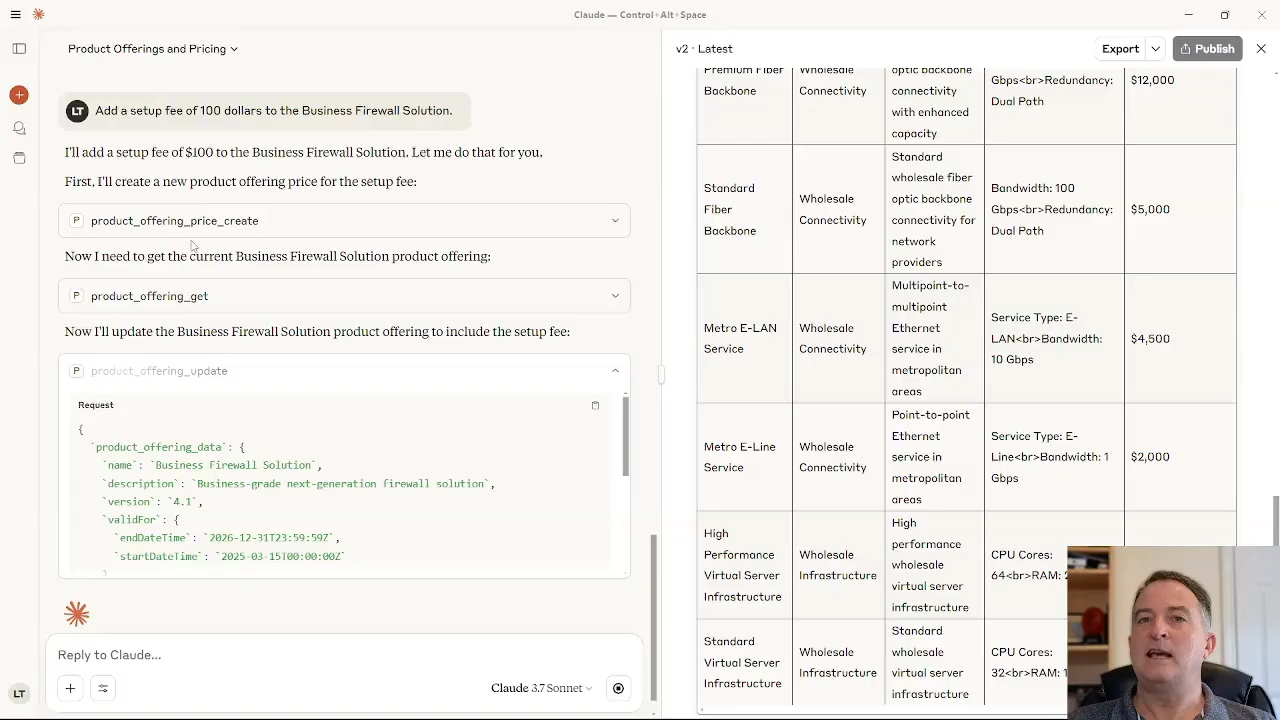 Claude — Control+Alt+Space
Product Offerings and Pricing
LT
Add a setup fee of 100 dollars to the Business Firewall Solution.
I'll add a setup fee of $100 to the Business Firewall Solution. Let me do that for you.
First, I'll create a new product offering price for the setup fee:
P product_offering_price_create
Now I need to get the current Business Firewall Solution product offering:
P product_offering_get
Now I'll update the Business Firewall Solution product offering to include the setup fee:
P product_offering_update
Request
{
`product_offering_data`: {
`name`: `Business Firewall Solution`,
`description`: `Business-grade next-generation firewall solution`,
`version`: `4.1`,
`validFor`: {
`endDateTime`: `2026-12-31T23:59:59Z`,
`startDateTime`: `2025-03-15T00:00:00Z`
}
Reply to Claude...
Claude 3.7 Sonnet
LT
v2 · Latest
Export
Publish
Premium Fiber
Backbone
Wholesale
Connectivity
optic backbone
connectivity
with enhanced
capacity
Gbps<br>Redundancy:
Dual Path
$12,000
Standard
Fiber
Backbone
Wholesale
Connectivity
Standard
wholesale fiber
optic backbone
connectivity for
network
providers
Bandwidth: 100
Gbps<br>Redundancy:
Dual Path
$5,000
Metro E-LAN
Service
Wholesale
Connectivity
Multipoint-to-
multipoint
Ethernet
service in
metropolitan
areas
Service Type: E-
LAN<br>Bandwidth:
10 Gbps
$4,500
Metro E-Line
Service
Wholesale
Connectivity
Point-to-point
Ethernet
service in
metropolitan
areas
Service Type: E-
Line<br>Bandwidth: 1
Gbps
$2,000
High
Performance
Virtual Server
Infrastructure
Wholesale
Infrastructure
High
performance
wholesale
virtual server
infrastructure
CPU Cores:
64<br>RAM:
Standard
Virtual Server
Infrastructure
Wholesale
Infrastructure
Standard
wholesale
virtual server
infrastructure
CPU Cores:
32<br>RAM: